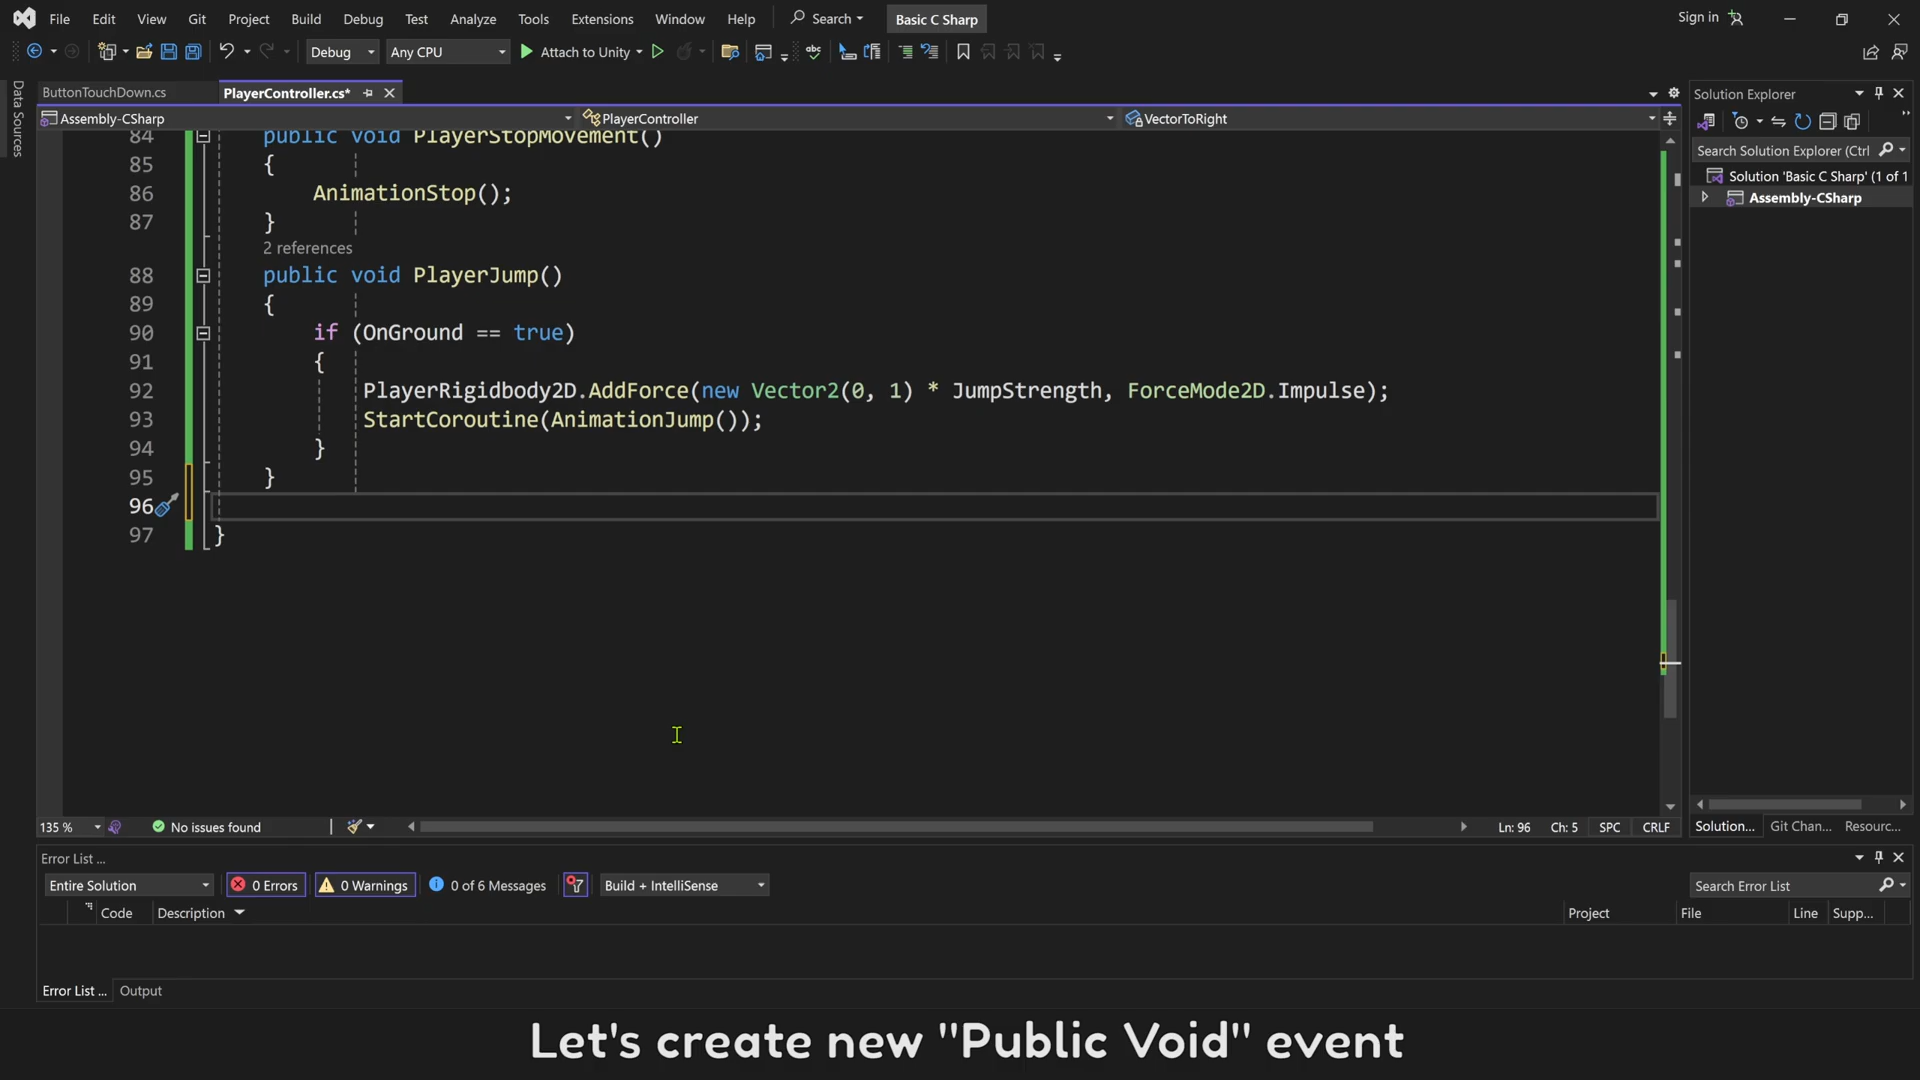 File Edit View Git Project Build Debug Test Analyze Tools Extensions Window Help Search Basic C Sharp Sign in
Debug Any CPU Attach to Unity
Data Sources
ButtonTouchDown.cs PlayerController.cs*
Assembly-CSharp PlayerController VectorToRight
84 public void PlayerStopMovement()
85 {
86 AnimationStop();
87 }
2 references
88 public void PlayerJump()
89 {
90 if (OnGround == true)
91 {
92 PlayerRigidbody2D.AddForce(new Vector2(0, 1) * JumpStrength, ForceMode2D.Impulse);
93 StartCoroutine(AnimationJump());
94 }
95 }
96
97 }
Solution Explorer
Search Solution Explorer (Ctrl
Solution 'Basic C Sharp' (1 of 1
Assembly-CSharp
135 % No issues found Ln: 96 Ch: 5 SPC CRLF
Solution... Git Chan... Resourc...
Error List ...
Entire Solution 0 Errors 0 Warnings 0 of 6 Messages Build + IntelliSense Search Error List
Code Description Project File Line Supp...
Error List ... Output
Let's create new "Public Void" event